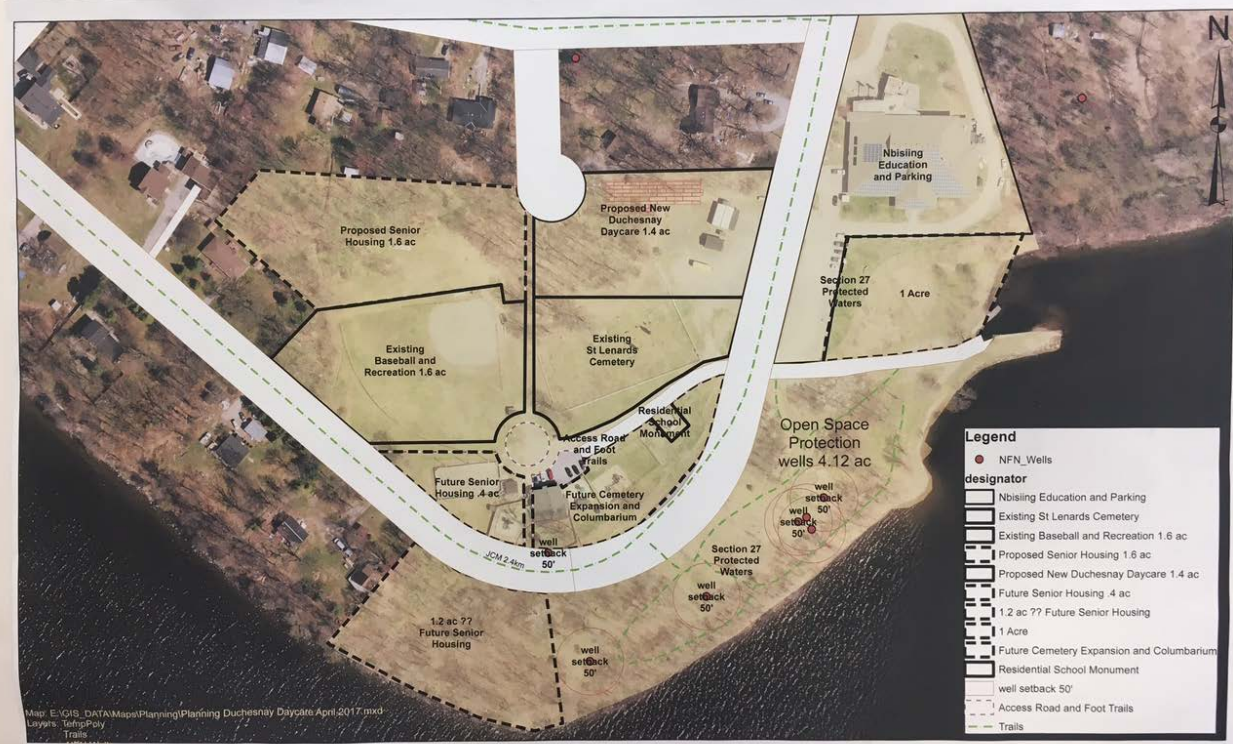 N
Nbisiing
Education
and Parking
Proposed Senior
Housing 1.6 ac
Proposed New
Duchesnay
Daycare 1.4 ac
Section 27
Protected
Waters
1 Acre
Existing
Baseball and
Recreation 1.6 ac
Existing
St Lenards
Cemetery
Residential
School
Monument
Open Space
Protection
wells 4.12 ac
Access Road
and Foot
Trails
Future Senior
Housing .4 ac
Future Cemetery
Expansion and
Columbarium
well
setback
50'
well
setback
50'
well
setback
50'
JCM 2.4km
Section 27
Protected
Waters
well
setback
50'
1.2 ac ??
Future Senior
Housing
well
setback
50'
Legend
NFN_Wells
designator
Nbisiing Education and Parking
Existing St Lenards Cemetery
Existing Baseball and Recreation 1.6 ac
Proposed Senior Housing 1.6 ac
Proposed New Duchesnay Daycare 1.4 ac
Future Senior Housing .4 ac
1.2 ac ?? Future Senior Housing
1 Acre
Future Cemetery Expansion and Columbarium
Residential School Monument
well setback 50'
Access Road and Foot Trails
Trails
Map: E:\GIS_DATA\Maps\Planning\Planning Duchesnay Daycare April 2017.mxd
Layers: TempPoly
Trails